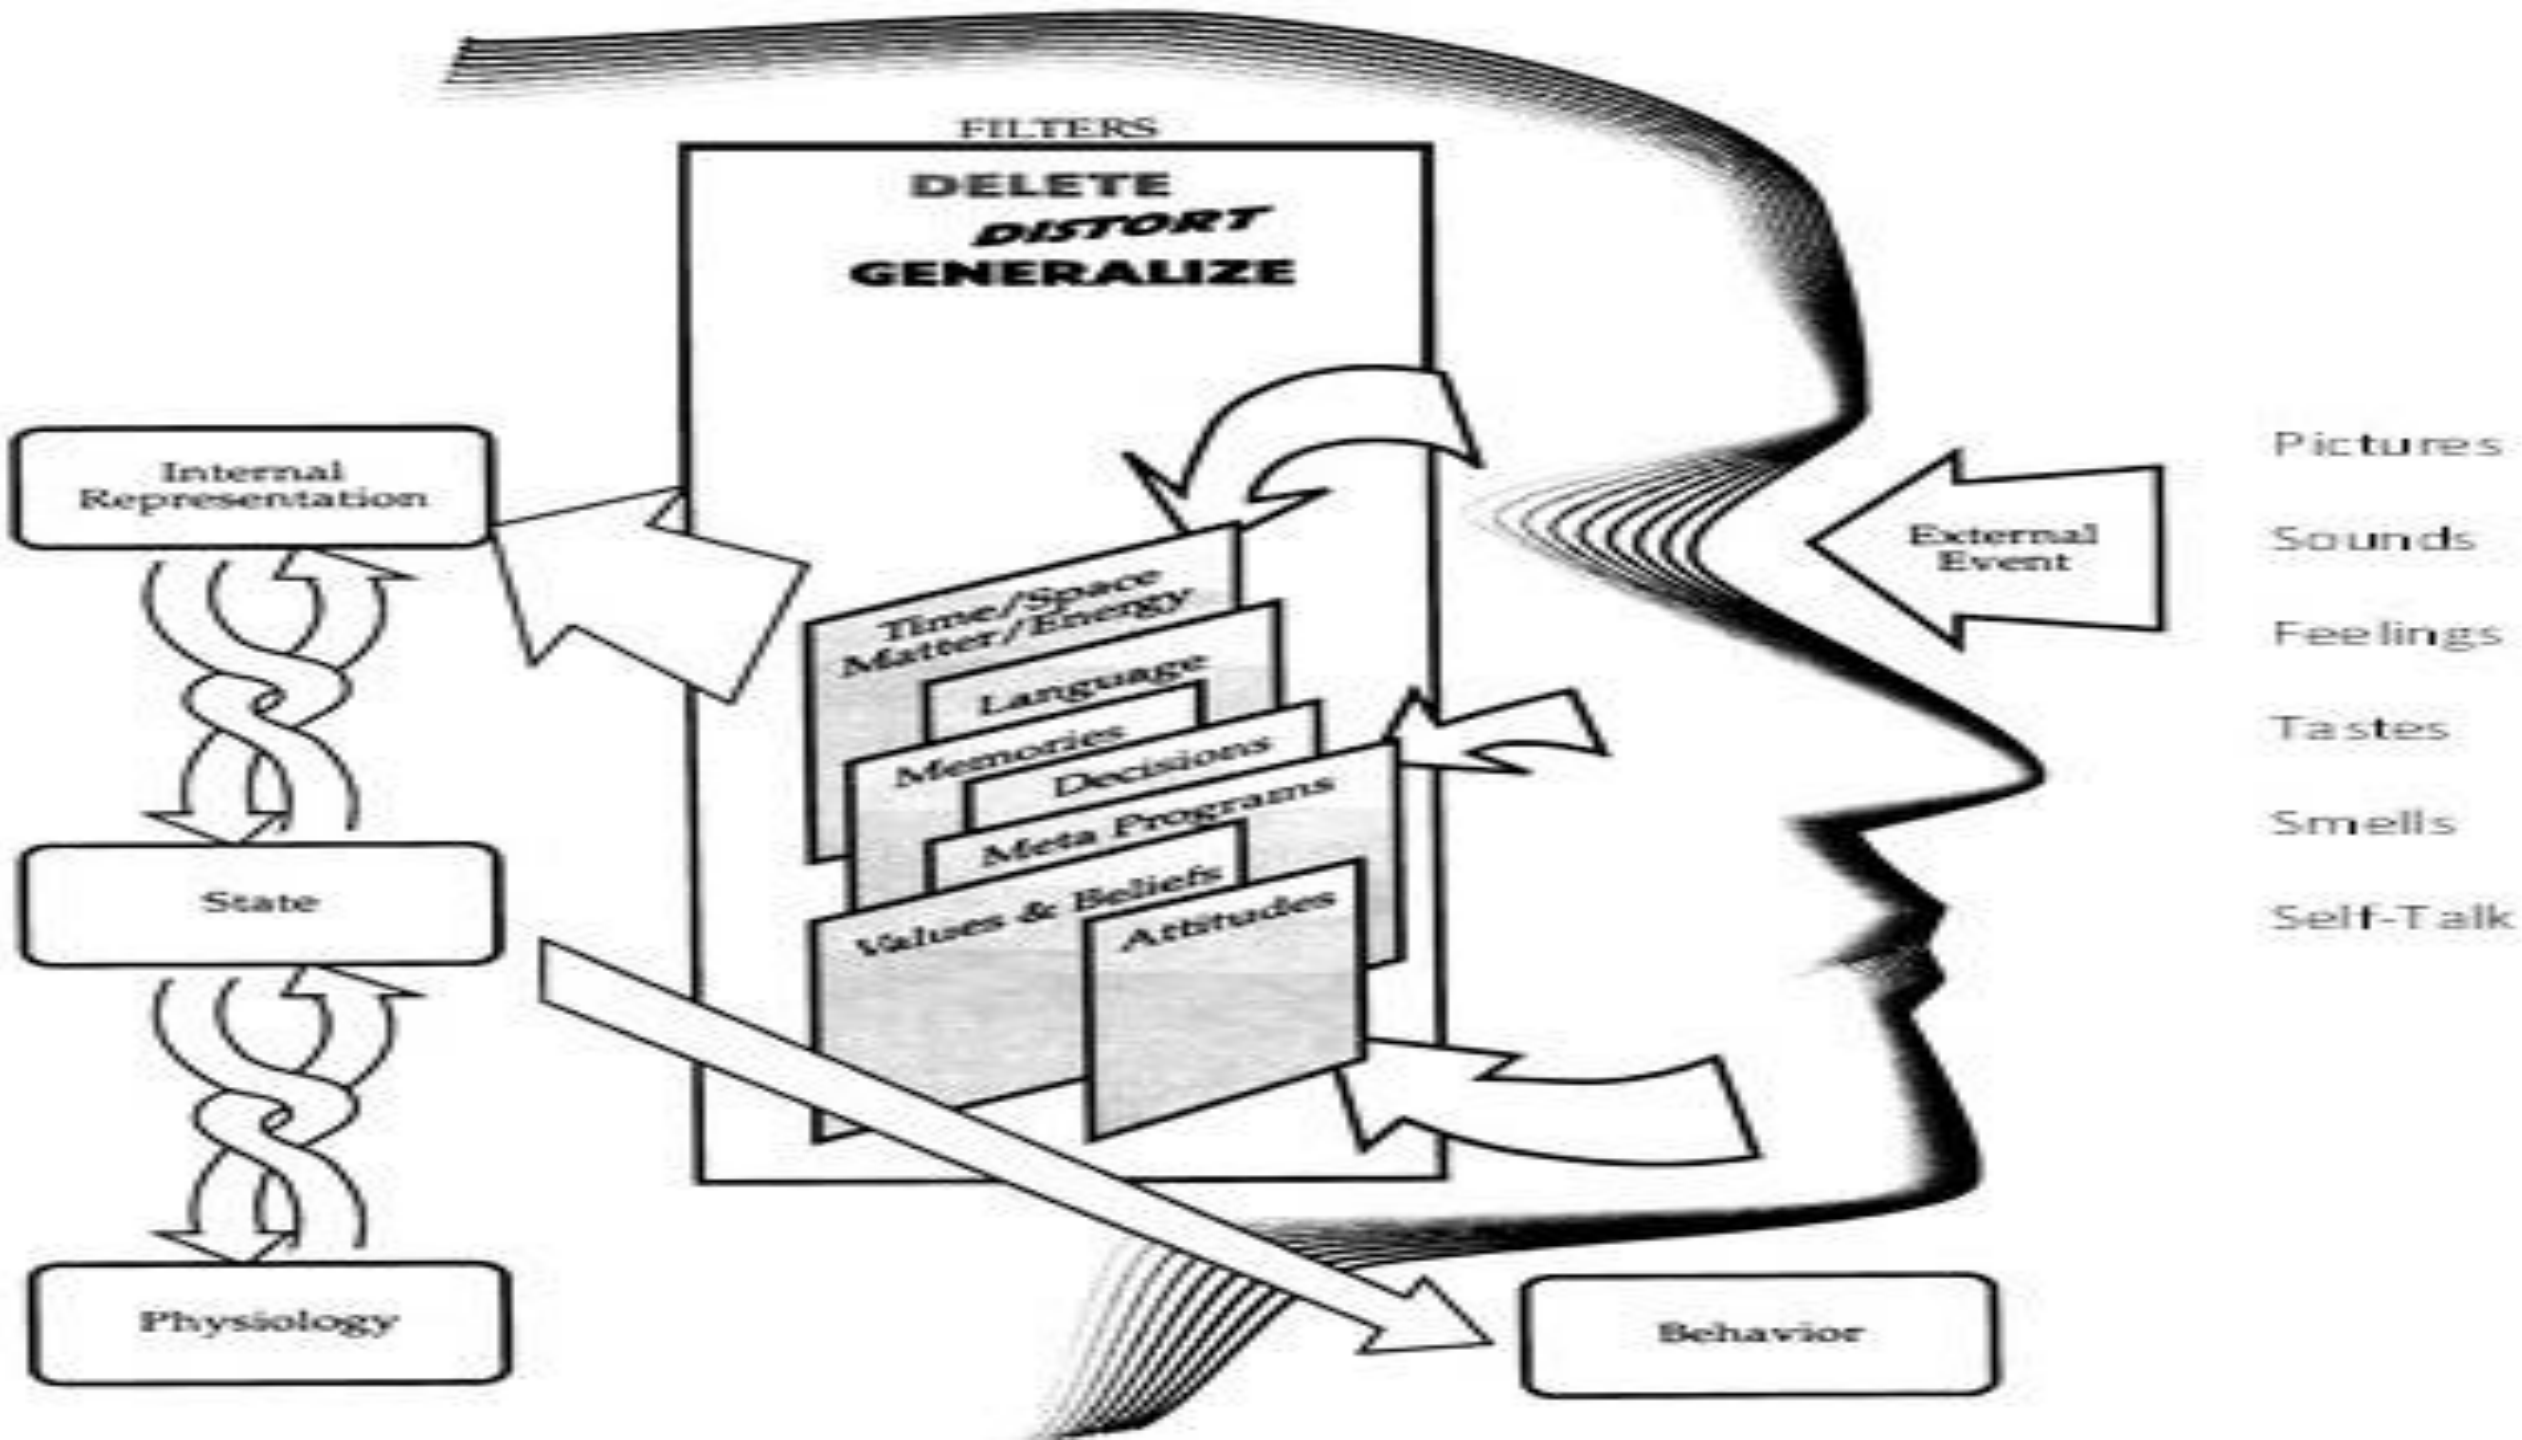 FILTERS
DELETE
DISTORT
GENERALIZE
Internal
Representation
State
Physiology
Time/Space
Matter/Energy
Language
Memories
Decisions
Meta Programs
Values & Beliefs
Attitudes
External
Event
Pictures
Sounds
Feelings
Tastes
Smells
Self-Talk
Behavior